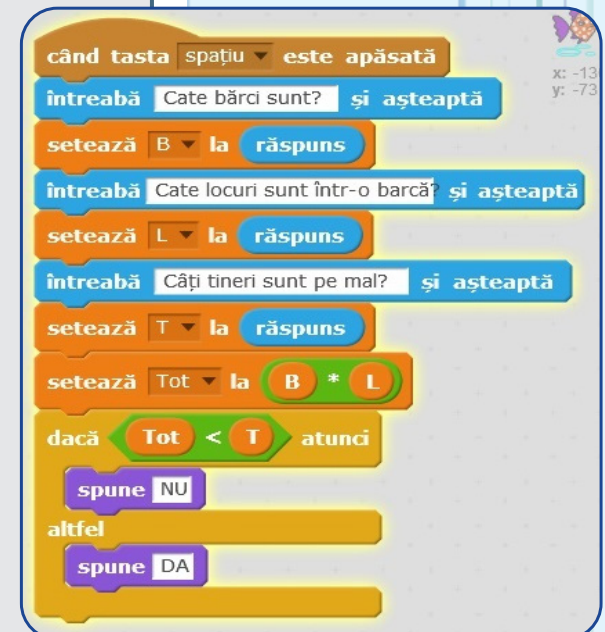 când tasta spațiu este apăsată
întreabă Cate bărci sunt? și așteaptă
setează B la răspuns
întreabă Cate locuri sunt într-o barcă? și așteaptă
setează L la răspuns
întreabă Câți tineri sunt pe mal? și așteaptă
setează T la răspuns
setează Tot la B * L
dacă Tot < T atunci
spune NU
altfel
spune DA
x: -13
y: -73